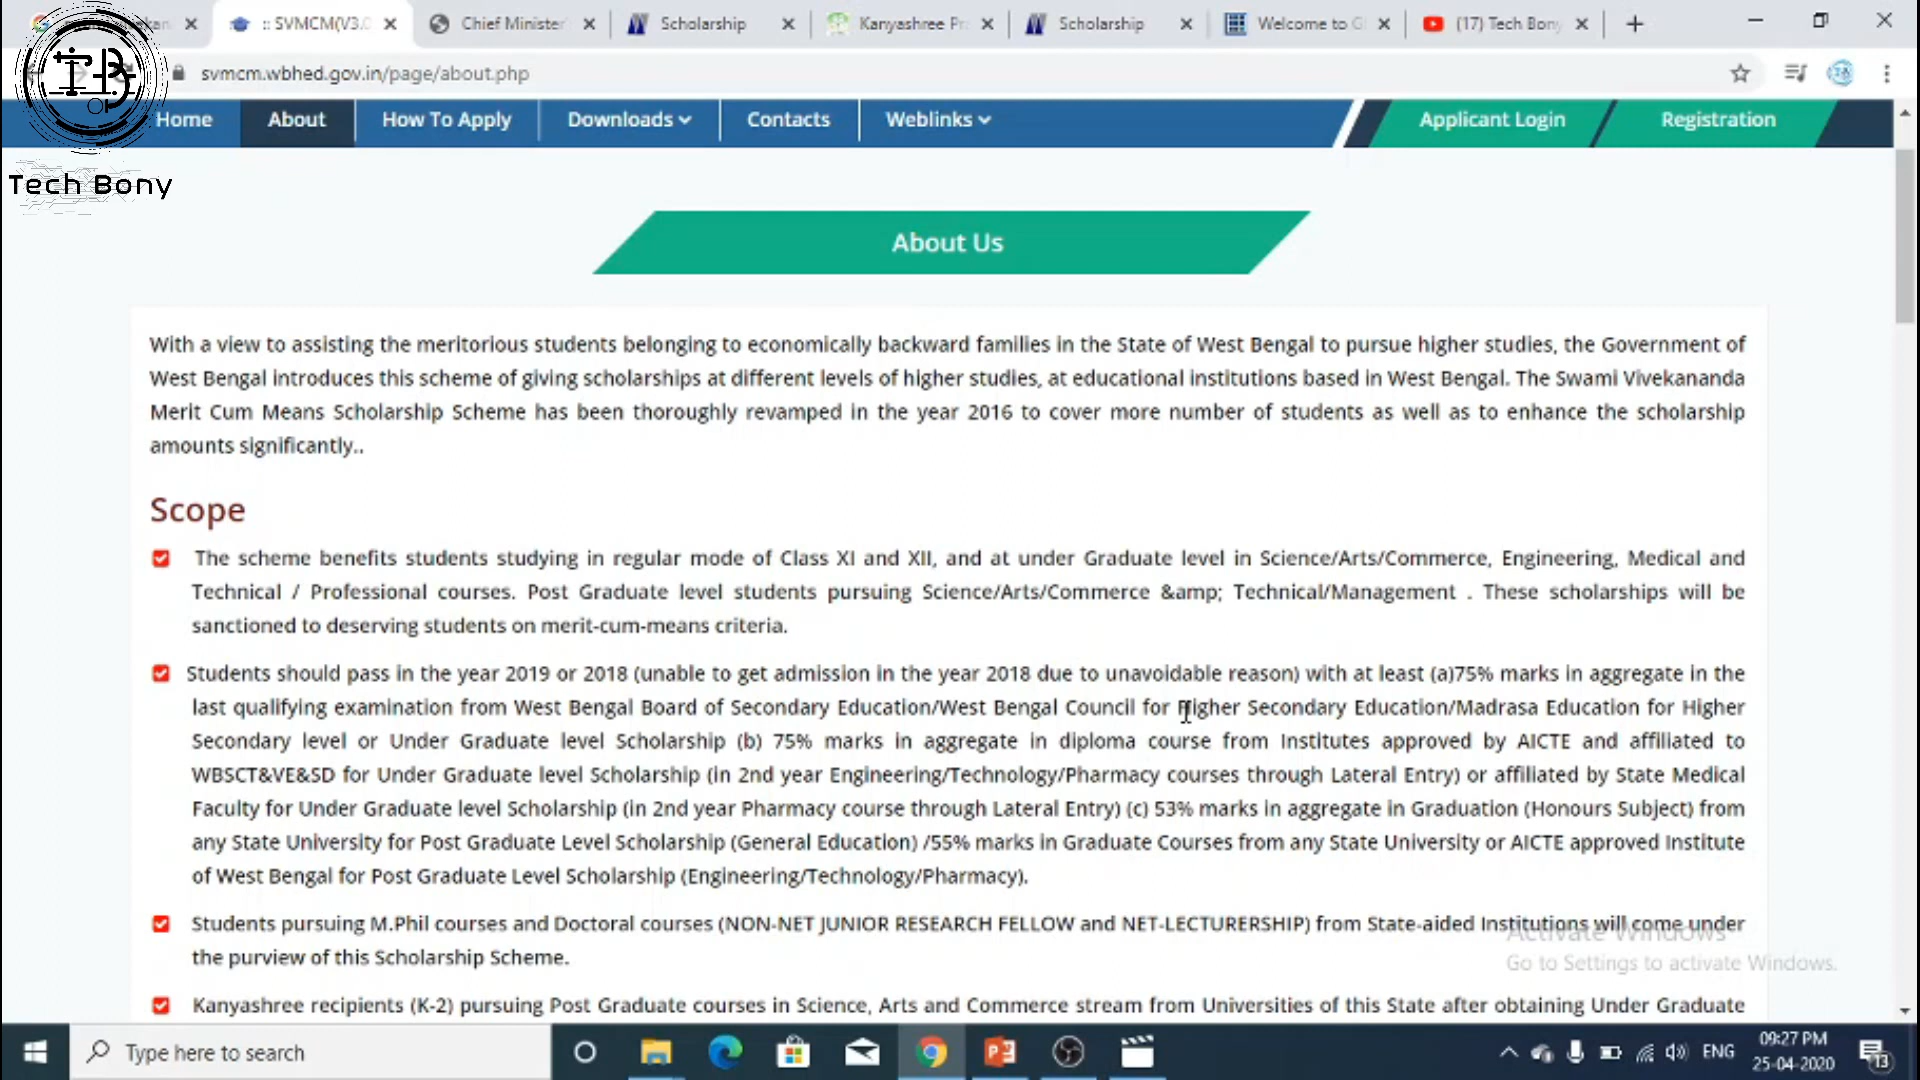 :: SVMCM(V3.0
Chief Minister
Scholarship
Kanyashree Pr
Scholarship
Welcome to G
(17) Tech Bony
svmcm.wbhed.gov.in/page/about.php
Home
About
How To Apply
Downloads
Contacts
Weblinks
Applicant Login
Registration
Tech Bony
About Us
With a view to assisting the meritorious students belonging to economically backward families in the State of West Bengal to pursue higher studies, the Government of
West Bengal introduces this scheme of giving scholarships at different levels of higher studies, at educational institutions based in West Bengal. The Swami Vivekananda
Merit Cum Means Scholarship Scheme has been thoroughly revamped in the year 2016 to cover more number of students as well as to enhance the scholarship
amounts significantly..
Scope
The scheme benefits students studying in regular mode of Class XI and XII, and at under Graduate level in Science/Arts/Commerce, Engineering, Medical and
Technical / Professional courses. Post Graduate level students pursuing Science/Arts/Commerce &amp; Technical/Management . These scholarships will be
sanctioned to deserving students on merit-cum-means criteria.
Students should pass in the year 2019 or 2018 (unable to get admission in the year 2018 due to unavoidable reason) with at least (a)75% marks in aggregate in the
last qualifying examination from West Bengal Board of Secondary Education/West Bengal Council for Higher Secondary Education/Madrasa Education for Higher
Secondary level or Under Graduate level Scholarship (b) 75% marks in aggregate in diploma course from Institutes approved by AICTE and affiliated to
WBSCT&VE&SD for Under Graduate level Scholarship (in 2nd year Engineering/Technology/Pharmacy courses through Lateral Entry) or affiliated by State Medical
Faculty for Under Graduate level Scholarship (in 2nd year Pharmacy course through Lateral Entry) (c) 53% marks in aggregate in Graduation (Honours Subject) from
any State University for Post Graduate Level Scholarship (General Education) /55% marks in Graduate Courses from any State University or AICTE approved Institute
of West Bengal for Post Graduate Level Scholarship (Engineering/Technology/Pharmacy).
Students pursuing M.Phil courses and Doctoral courses (NON-NET JUNIOR RESEARCH FELLOW and NET-LECTURERSHIP) from State-aided Institutions will come under
the purview of this Scholarship Scheme.
Activate Windows
Go to Settings to activate Windows.
Kanyashree recipients (K-2) pursuing Post Graduate courses in Science, Arts and Commerce stream from Universities of this State after obtaining Under Graduate
Type here to search
ENG
09:27 PM
25-04-2020
13